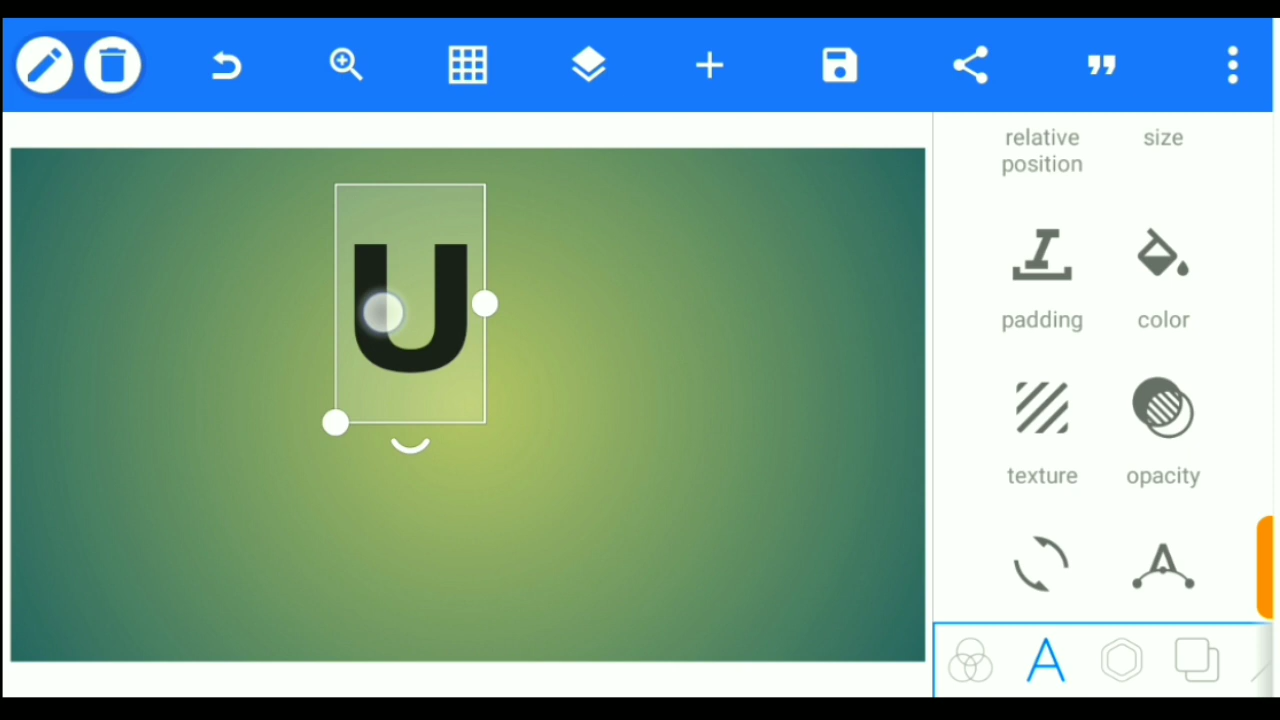 relative size
position
U
padding color
texture opacity